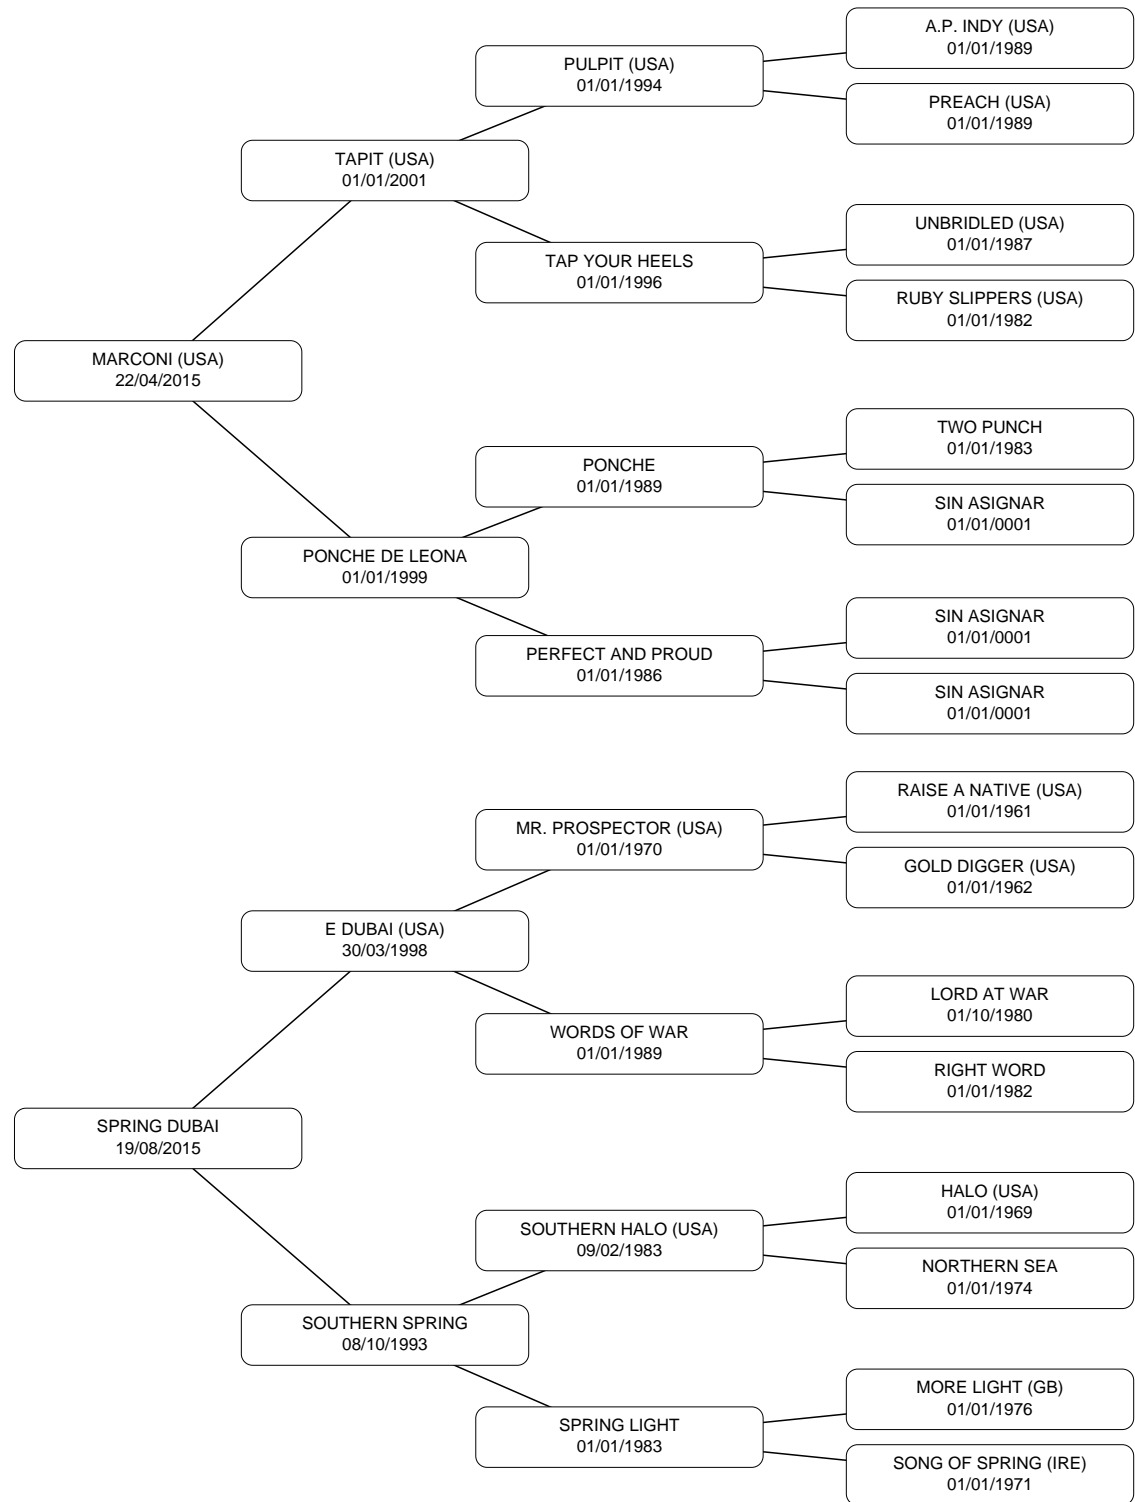 A.P. INDY (USA)
01/01/1989
PULPIT (USA)
01/01/1994
PREACH (USA)
01/01/1989
TAPIT (USA)
01/01/2001
UNBRIDLED (USA)
01/01/1987
TAP YOUR HEELS
01/01/1996
RUBY SLIPPERS (USA)
01/01/1982
MARCONI (USA)
22/04/2015
TWO PUNCH
01/01/1983
PONCHE
01/01/1989
SIN ASIGNAR
01/01/0001
PONCHE DE LEONA
01/01/1999
SIN ASIGNAR
01/01/0001
PERFECT AND PROUD
01/01/1986
SIN ASIGNAR
01/01/0001
RAISE A NATIVE (USA)
01/01/1961
MR. PROSPECTOR (USA)
01/01/1970
GOLD DIGGER (USA)
01/01/1962
E DUBAI (USA)
30/03/1998
LORD AT WAR
01/10/1980
WORDS OF WAR
01/01/1989
RIGHT WORD
01/01/1982
SPRING DUBAI
19/08/2015
HALO (USA)
01/01/1969
SOUTHERN HALO (USA)
09/02/1983
NORTHERN SEA
01/01/1974
SOUTHERN SPRING
08/10/1993
MORE LIGHT (GB)
01/01/1976
SPRING LIGHT
01/01/1983
SONG OF SPRING (IRE)
01/01/1971